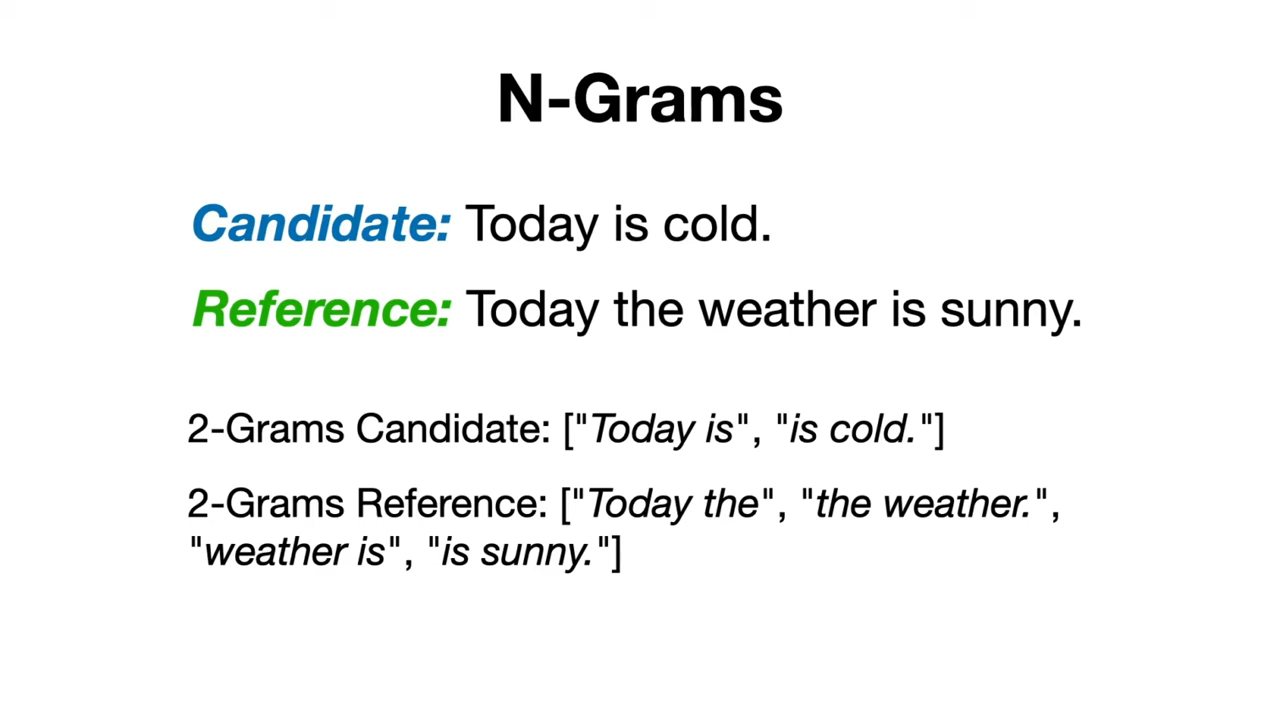 N-Grams
Candidate: Today is cold.
Reference: Today the weather is sunny.
2-Grams Candidate: ["Today is", "is cold."]
2-Grams Reference: ["Today the", "the weather.",
"weather is", "is sunny."]